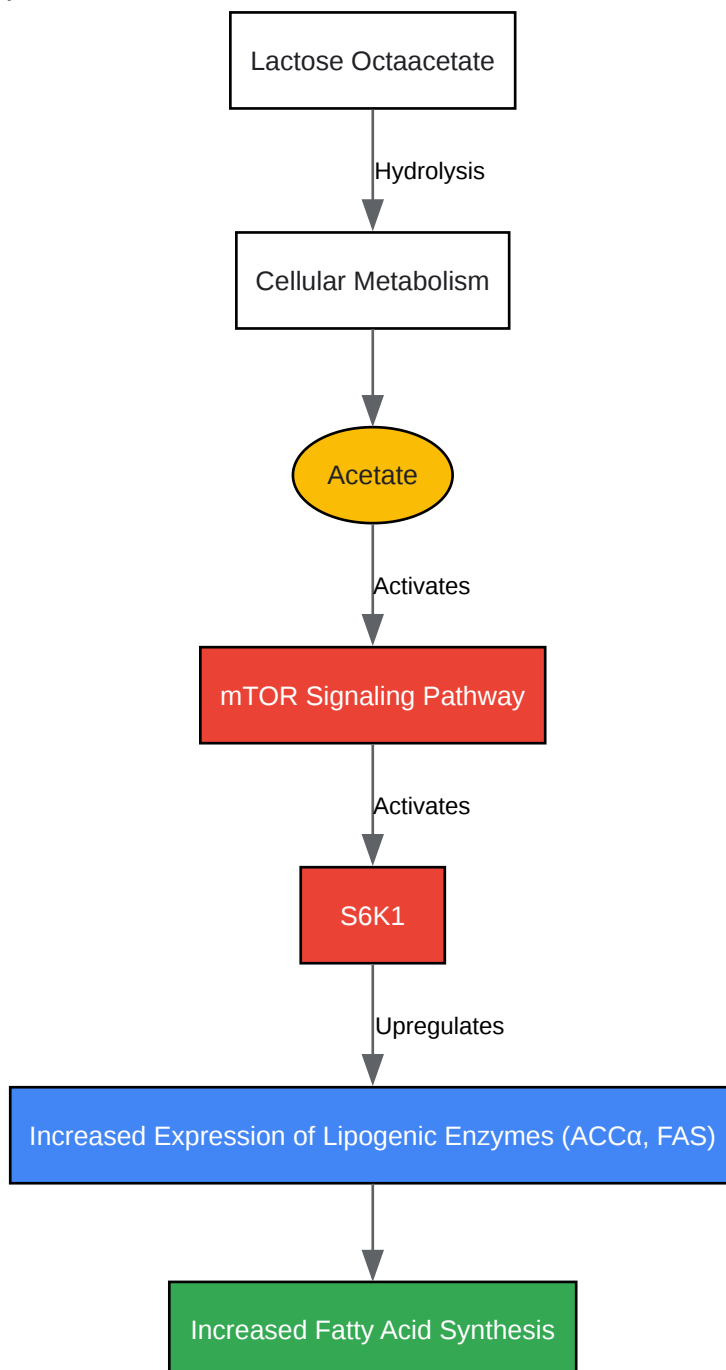 Lactose Octaacetate
Hydrolysis
Cellular Metabolism
Acetate
Activates
mTOR Signaling Pathway
Activates
S6K1
Upregulates
Increased Expression of Lipogenic Enzymes (ACCα, FAS)
Increased Fatty Acid Synthesis